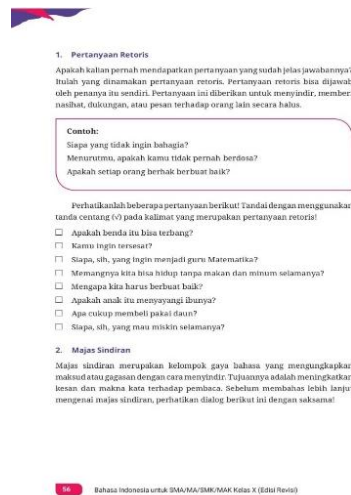 1. Pertanyaan Retoris
Apakah kalian pernah mendapatkan pertanyaan yang sudah jelas jawabannya?
Itulah yang dinamakan pertanyaan retoris. Pertanyaan retoris bisa dijawab
oleh penanya itu sendiri. Pertanyaan ini diberikan untuk menyindir, member
nasihat, dukungan, atau pesan terhadap orang lain secara halus.
Contoh:
Siapa yang tidak ingin bahagia?
Menurutmu, apakah kamu tidak pernah berdosa?
Apakah setiap orang berhak berbuat baik?
Perhatikanlah beberapa pertanyaan berikut! Tandai dengan menggunakan
tanda centang (√) pada kalimat yang merupakan pertanyaan retoris!
☐ Apakah benda itu bisa terbang?
☐ Kamu ingin tersesat?
☐ Siapa, sih, yang ingin menjadi guru Matematika?
☐ Memangnya kita bisa hidup tanpa makan dan minum selamanya?
☐ Mengapa kita harus berbuat baik?
☐ Apakah anak itu menyayangi ibunya?
☐ Apa cukup membeli pakai daun?
☐ Siapa, sih, yang mau miskin selamanya?
2. Majas Sindiran
Majas sindiran merupakan kelompok gaya bahasa yang mengungkapkan
maksud atau gagasan dengan cara menyindir. Tujuannya adalah meningkatkan
kesan dan makna kata terhadap pembaca. Sebelum membahas lebih lanju
mengenai majas sindiran, perhatikan dialog berikut ini dengan saksama!
56 Bahasa Indonesia untuk SMA/MA/SMK/MAK Kelas X (Edisi Revisi)